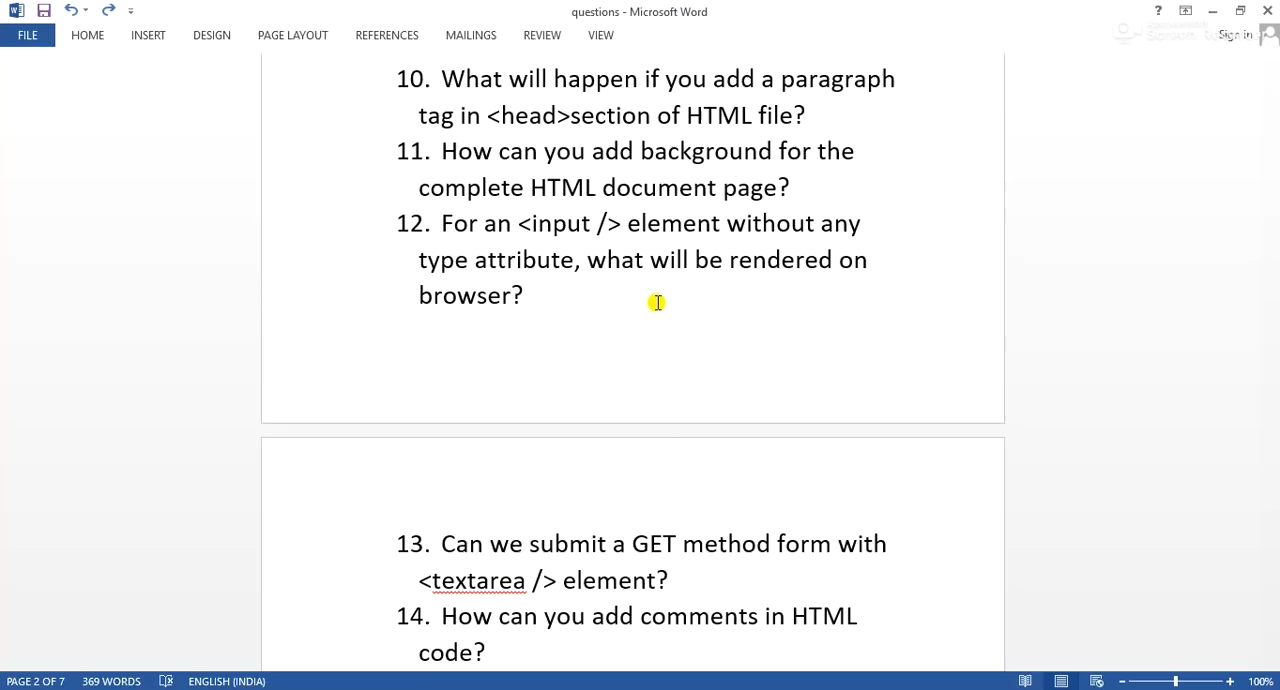 questions - Microsoft Word
?
FILE HOME INSERT DESIGN PAGE LAYOUT REFERENCES MAILINGS REVIEW VIEW
Sign in
10. What will happen if you add a paragraph
tag in <head>section of HTML file?
11. How can you add background for the
complete HTML document page?
12. For an <input /> element without any
type attribute, what will be rendered on
browser?
13. Can we submit a GET method form with
<textarea /> element?
14. How can you add comments in HTML
code?
PAGE 2 OF 7 369 WORDS ENGLISH (INDIA) 100%